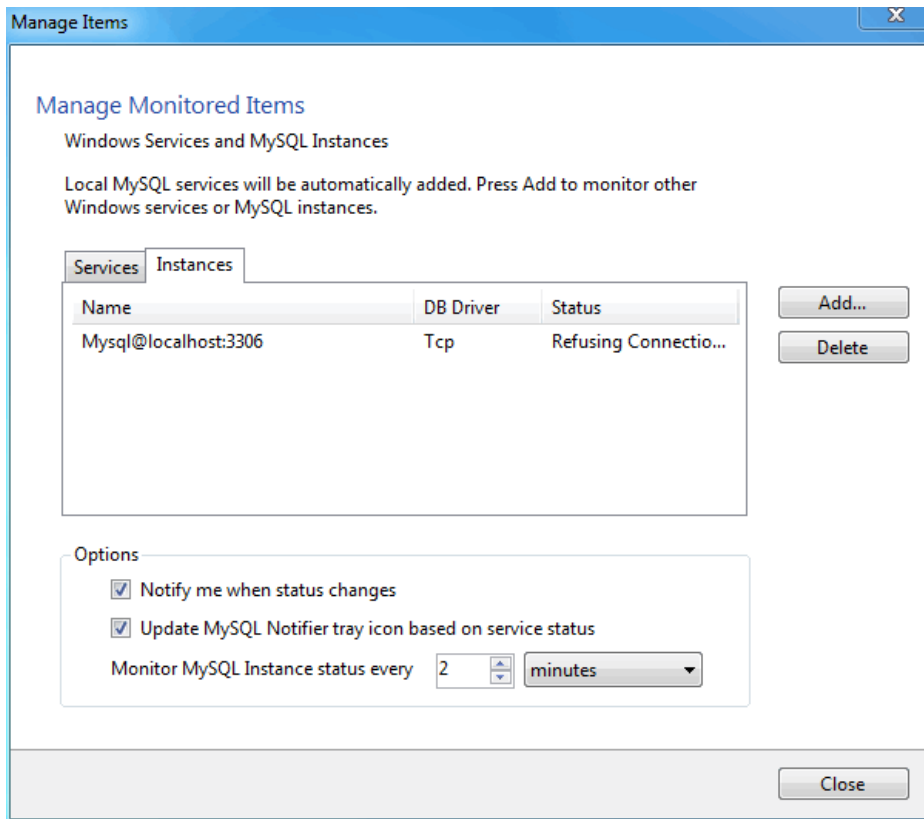 Manage Items
Manage Monitored Items
Windows Services and MySQL Instances
Local MySQL services will be automatically added. Press Add to monitor other
Windows services or MySQL instances.
Services Instances
Name DB Driver Status
Mysql@localhost:3306 Tcp Refusing Connectio...
Add...
Delete
Options
Notify me when status changes
Update MySQL Notifier tray icon based on service status
Monitor MySQL Instance status every 2 minutes
Close